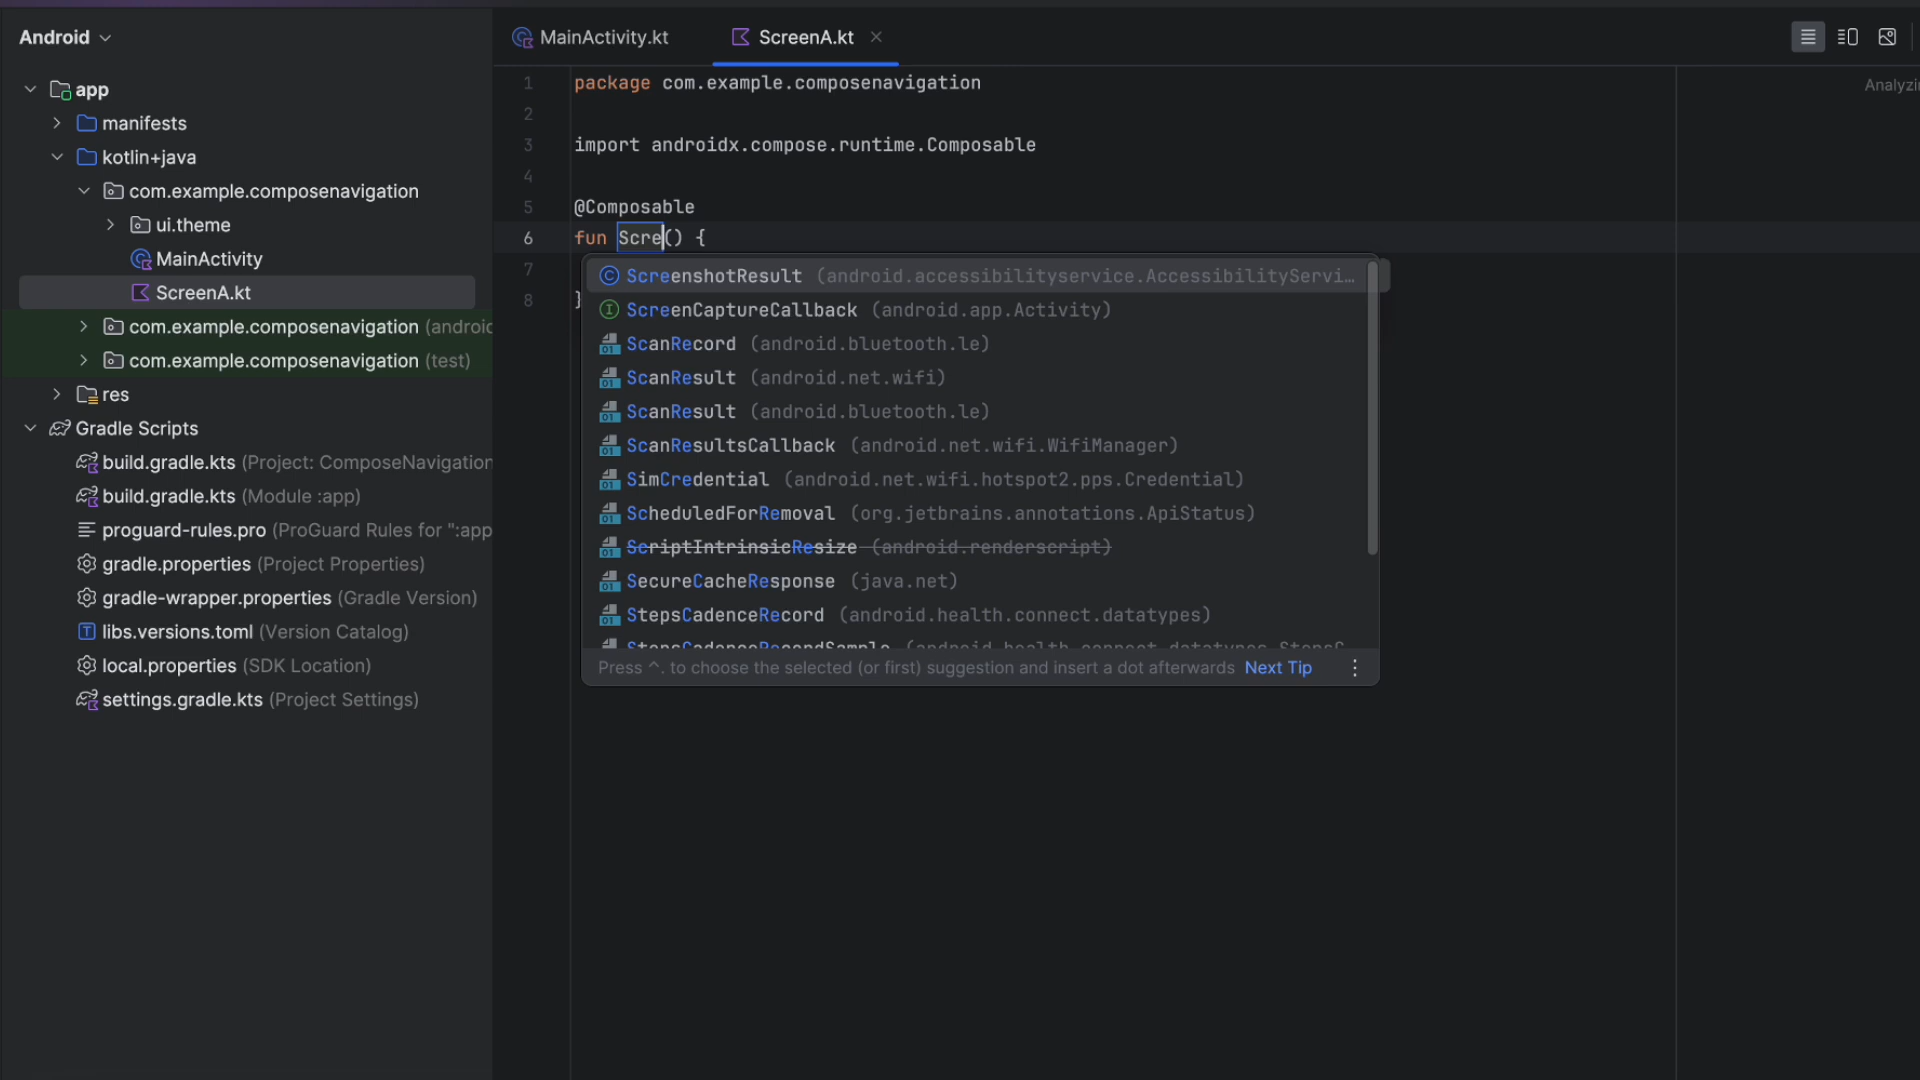 Android
app
manifests
kotlin+java
com.example.composenavigation
ui.theme
MainActivity
ScreenA.kt
com.example.composenavigation (androic
com.example.composenavigation (test)
res
Gradle Scripts
build.gradle.kts (Project: ComposeNavigation
build.gradle.kts (Module :app)
proguard-rules.pro (ProGuard Rules for ":app
gradle.properties (Project Properties)
gradle-wrapper.properties (Gradle Version)
libs.versions.toml (Version Catalog)
local.properties (SDK Location)
settings.gradle.kts (Project Settings)
MainActivity.kt
ScreenA.kt
Analyzin
1 package com.example.composenavigation
2
3 import androidx.compose.runtime.Composable
4
5 @Composable
6 fun Scre() {
7
8 }
ScreenshotResult (android.accessibilityservice.AccessibilityServi…
ScreenCaptureCallback (android.app.Activity)
ScanRecord (android.bluetooth.le)
ScanResult (android.net.wifi)
ScanResult (android.bluetooth.le)
ScanResultsCallback (android.net.wifi.WifiManager)
SimCredential (android.net.wifi.hotspot2.pps.Credential)
ScheduledForRemoval (org.jetbrains.annotations.ApiStatus)
ScriptIntrinsicResize (android.renderscript)
SecureCacheResponse (java.net)
StepsCadenceRecord (android.health.connect.datatypes)
StepsCadenceRecordSample (android.health.connect.datatypes.StepsC
Press ^. to choose the selected (or first) suggestion and insert a dot afterwards Next Tip